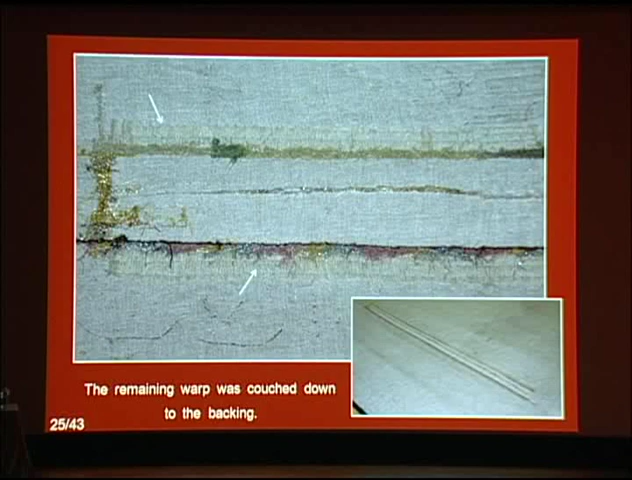 The remaining warp was couched down
to the backing.
25/43